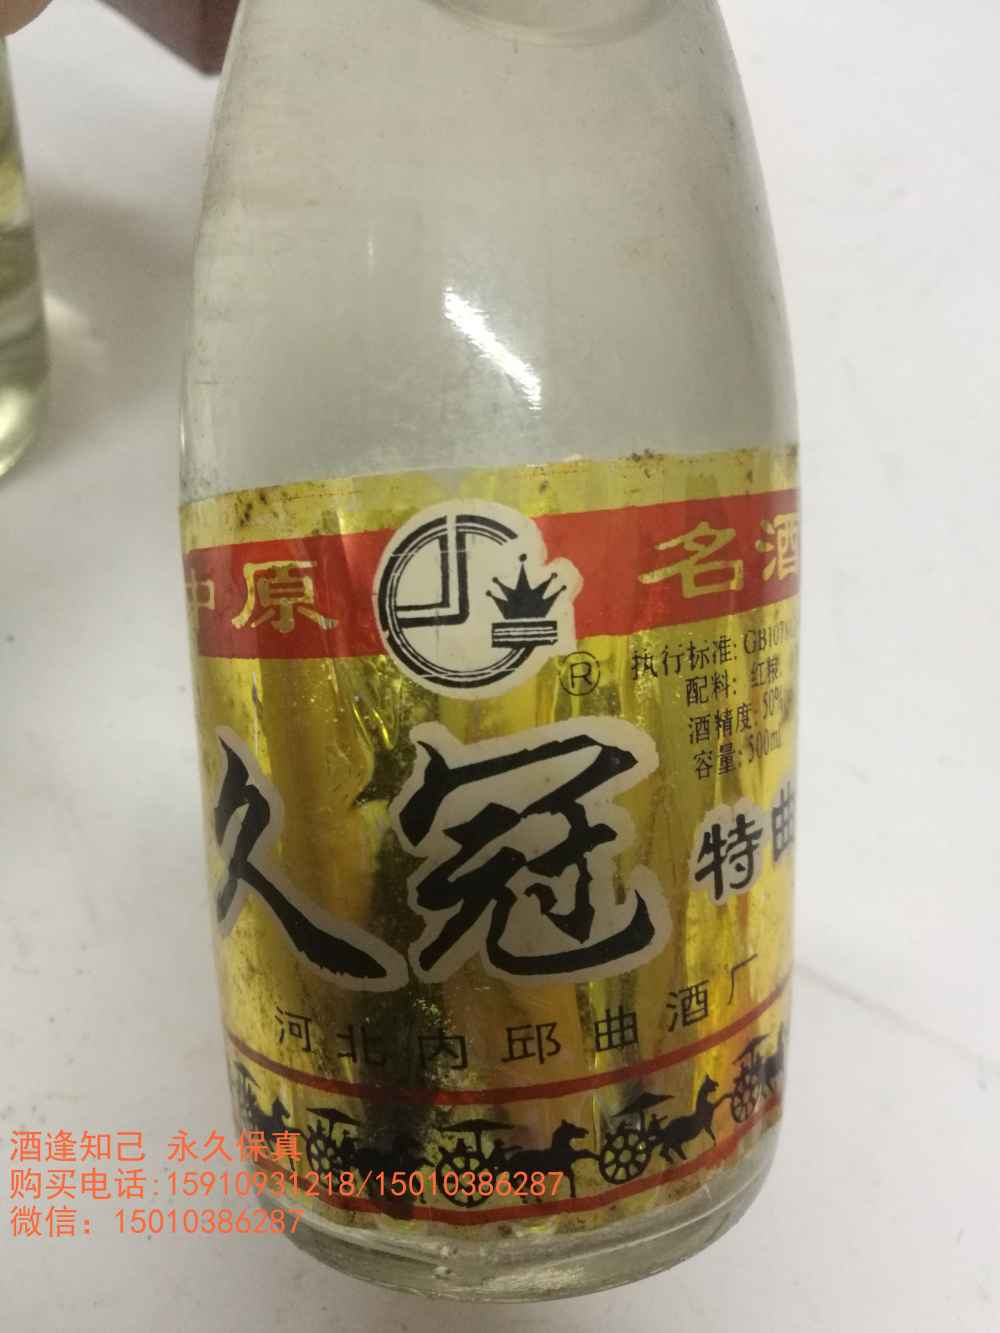 中原 名酒
®
执行标准: GB1078
配料: 红粮
酒精度: 50%
容量: 500ml
久冠
特曲
河北内邱曲酒厂
酒逢知己 永久保真
购买电话:15910931218/15010386287
微信：15010386287